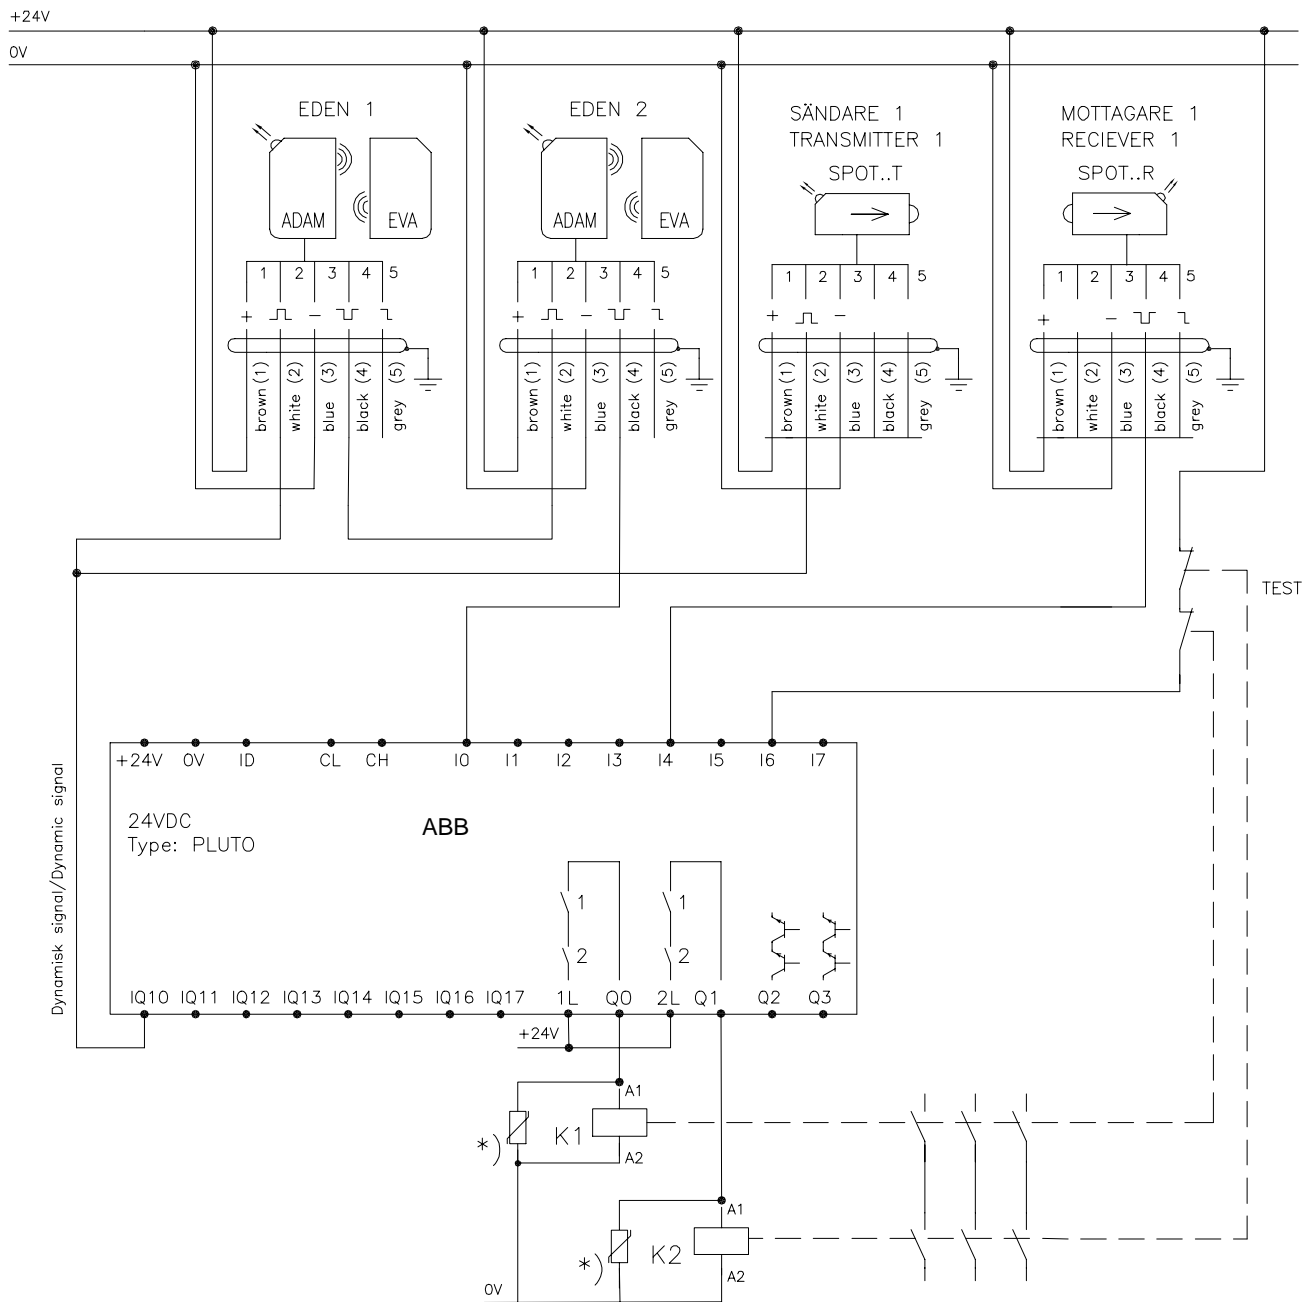 +24V
0V
EDEN 1
EDEN 2
SÄNDARE 1
TRANSMITTER 1
SPOT..T
MOTTAGARE 1
RECIEVER 1
SPOT..R
ADAM
EVA
ADAM
EVA
1 2 3 4 5
1 2 3 4 5
1 2 3 4 5
1 2 3 4 5
+ −
+ −
+ −
+ −
brown (1)
white (2)
blue (3)
black (4)
grey (5)
brown (1)
white (2)
blue (3)
black (4)
grey (5)
brown (1)
white (2)
blue (3)
black (4)
grey (5)
brown (1)
white (2)
blue (3)
black (4)
grey (5)
TEST
Dynamisk signal/Dynamic signal
+24V 0V ID CL CH I0 I1 I2 I3 I4 I5 I6 I7
24VDC
Type: PLUTO
ABB
1
2
1
2
IQ10 IQ11 IQ12 IQ13 IQ14 IQ15 IQ16 IQ17 1L Q0 2L Q1 Q2 Q3
+24V
A1
K1
*)
A2
A1
K2
*)
A2
0V